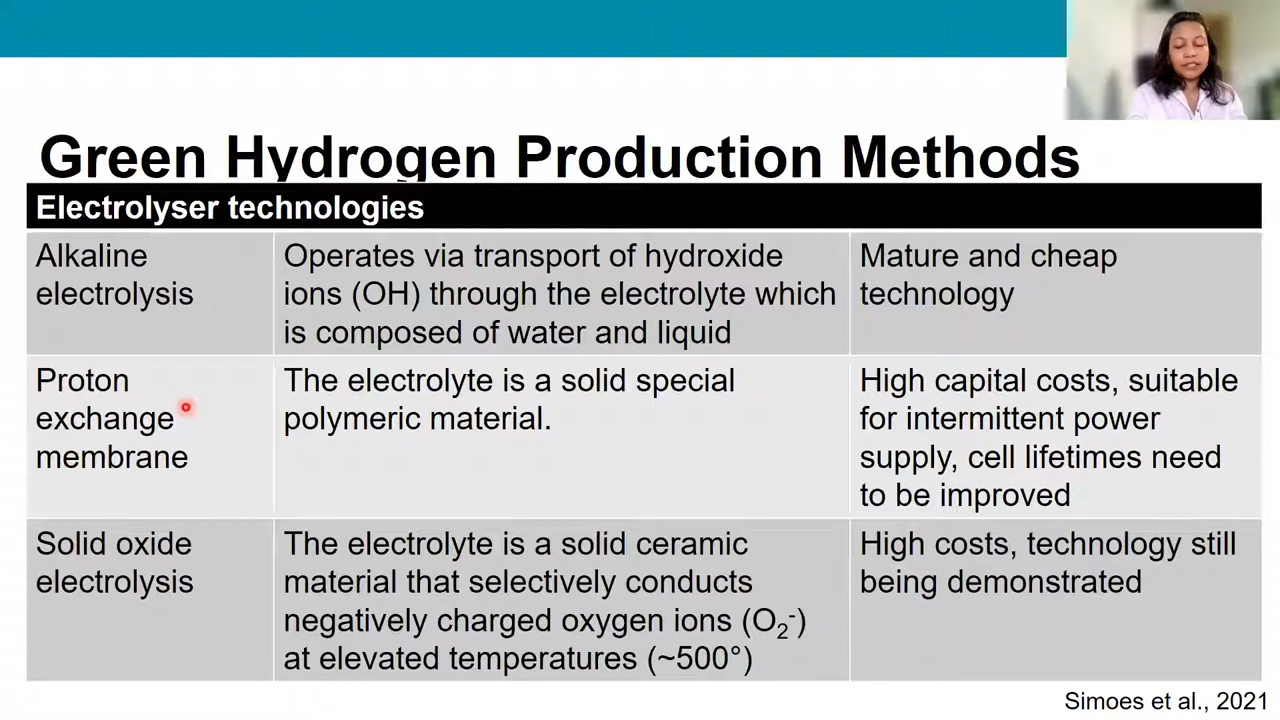 Green Hydrogen Production Methods
Electrolyser technologies
Alkaline
electrolysis
Operates via transport of hydroxide
ions (OH) through the electrolyte which
is composed of water and liquid
Mature and cheap
technology
Proton
exchange
membrane
The electrolyte is a solid special
polymeric material.
High capital costs, suitable
for intermittent power
supply, cell lifetimes need
to be improved
Solid oxide
electrolysis
The electrolyte is a solid ceramic
material that selectively conducts
negatively charged oxygen ions (O₂⁻)
at elevated temperatures (~500°)
High costs, technology still
being demonstrated
Simoes et al., 2021